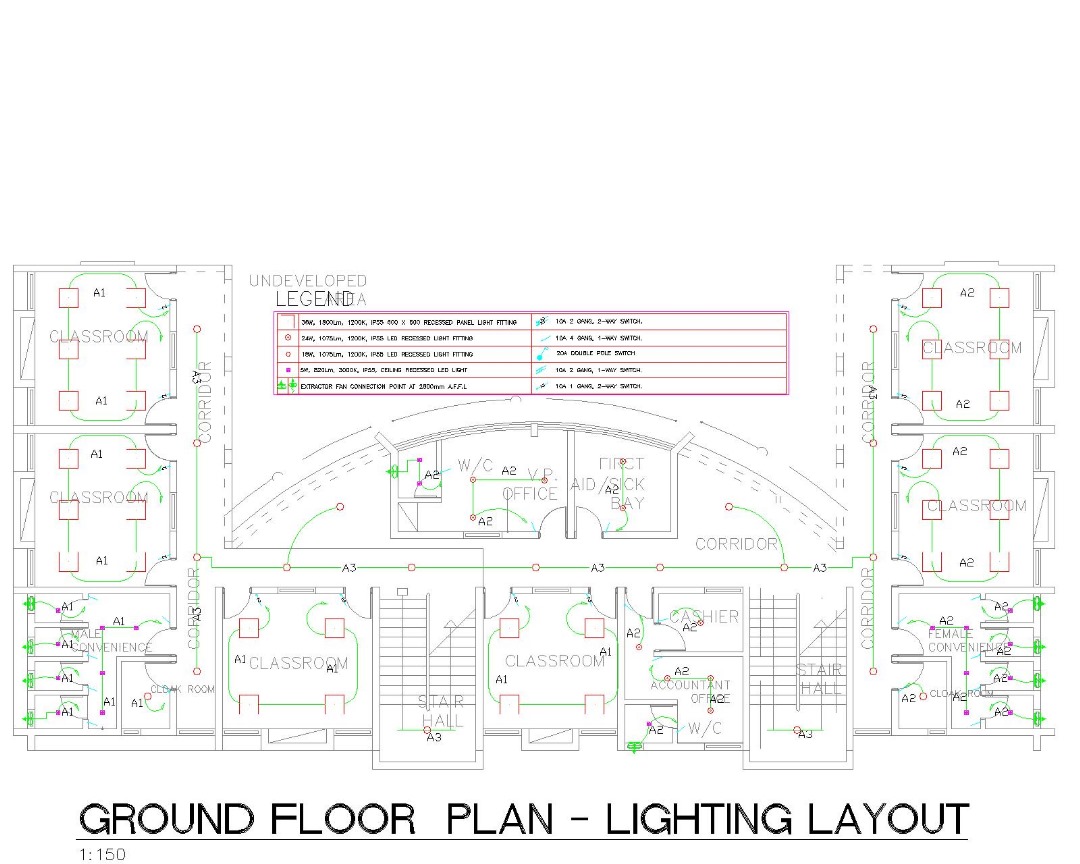 UNDEVELOPED
AREA
LEGEND
36W, 1800Lm, 1200K, IP55 600 X 600 RECESSED PANEL LIGHT FITTING
10A 2 GANG, 2-WAY SWITCH.
24W, 1075Lm, 1200K, IP55 LED RECESSED LIGHT FITTING
10A 4 GANG, 1-WAY SWITCH.
18W, 1075Lm, 1200K, IP55 LED RECESSED LIGHT FITTING
20A DOUBLE POLE SWITCH
5W, 520Lm, 3000K, IP55, CEILING RECESSED LED LIGHT
10A 2 GANG, 1-WAY SWITCH.
EXTRACTOR FAN CONNECTION POINT AT 2500mm A.F.F.L
10A 1 GANG, 2-WAY SWITCH.
A1
CLASSROOM
A1
A1
CLASSROOM
A1
A3
CORRIDOR
A3
CORRIDOR
A2
CLASSROOM
A2
A2
CLASSROOM
A2
CORRIDOR
A3
CORRIDOR
W/C
A2
A2
V.P.
OFFICE
A2
FIRST
AID/SICK
BAY
A2
CORRIDOR
A3
A3
A3
A1
A1
MALE
CONVENIENCE
A1
A1
A1
A1
A1
CLOAK ROOM
A1
CLASSROOM
A1
STAIR
HALL
A3
CLASSROOM
A1
A1
A2
CASHIER
A2
A2
ACCOUNTANT
OFFICE
A2
A2
W/C
STAIR
HALL
A3
A2
A2
FEMALE
CONVENIENCE
A2
A2
CLOAK ROOM
A2
A2
A2
GROUND FLOOR PLAN - LIGHTING LAYOUT
1:150